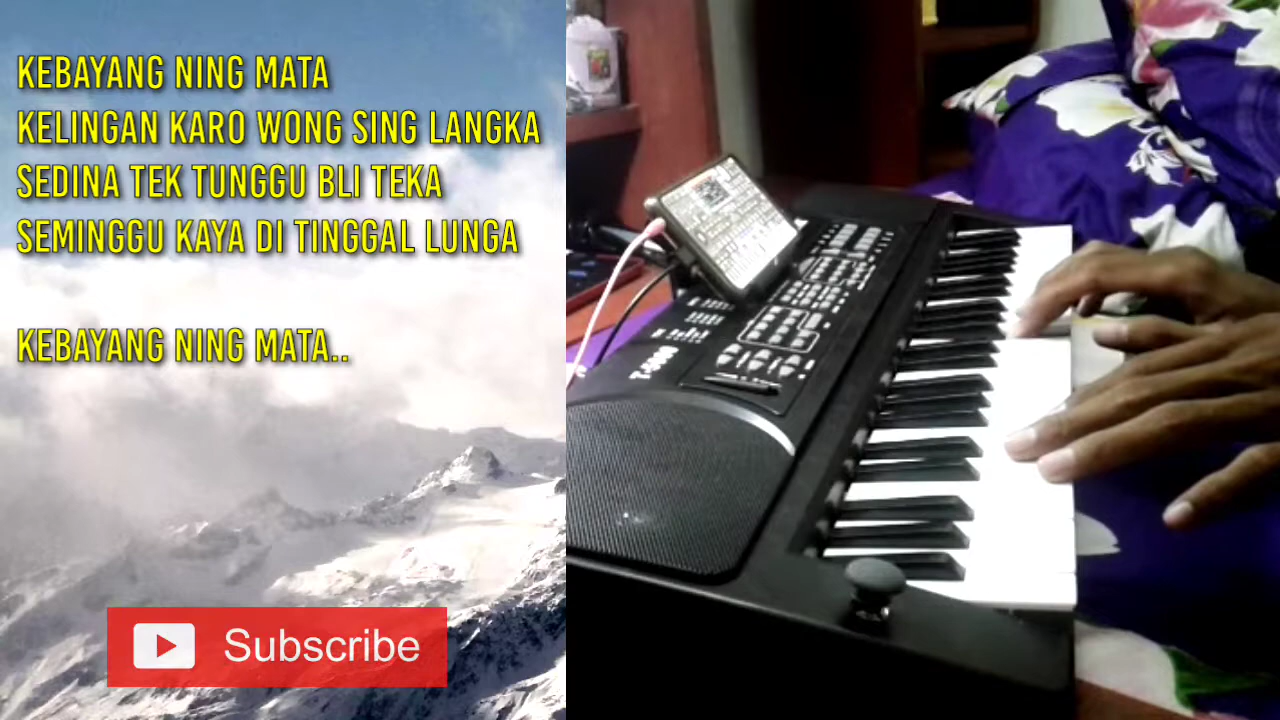 KEBAYANG NING MATA
KELINGAN KARO WONG SING LANGKA
SEDINA TEK TUNGGU BLI TEKA
SEMINGGU KAYA DI TINGGAL LUNGA
KEBAYANG NING MATA..
Subscribe